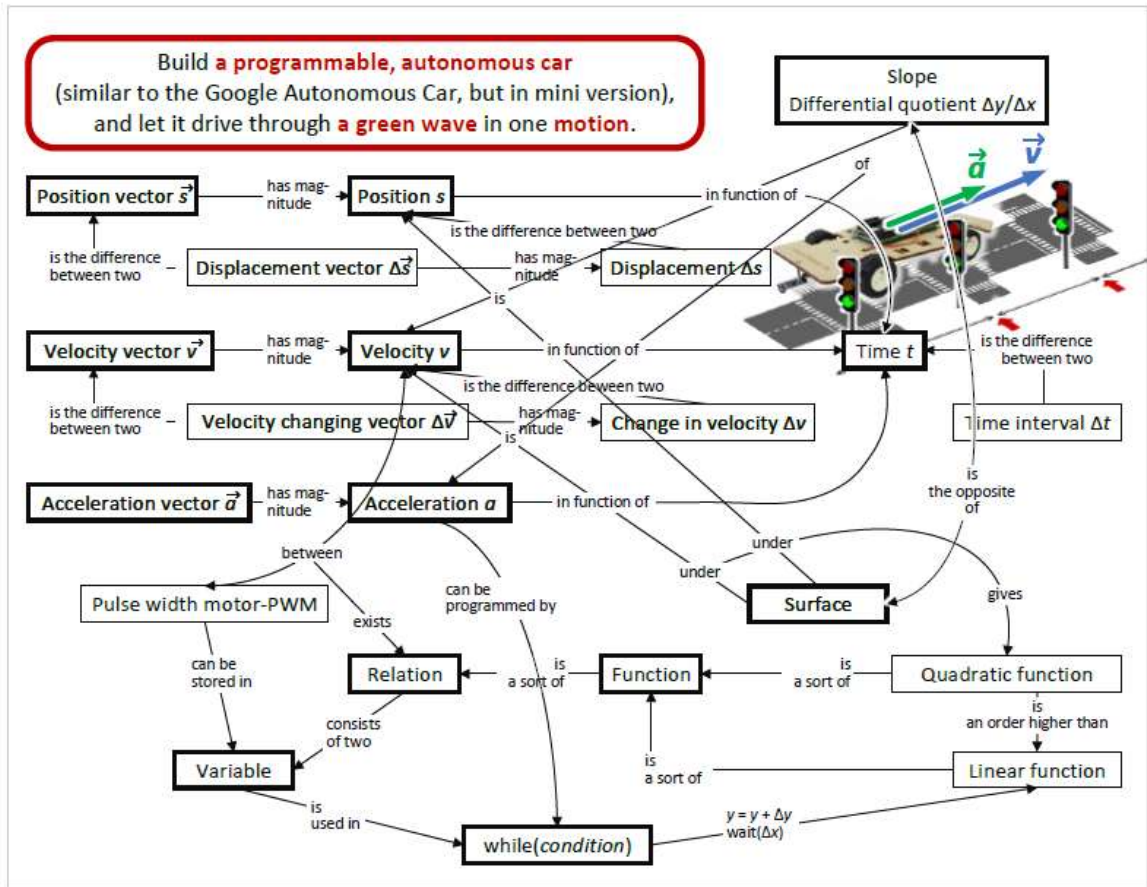 Build a programmable, autonomous car
(similar to the Google Autonomous Car, but in mini version),
and let it drive through a green wave in one motion.
Slope
Differential quotient Δy/Δx
of
a⃗
v⃗
Position vector s⃗
has mag-
nitude
Position s
in function of
is the difference between two
is the difference
between two
Displacement vector Δs⃗
has mag-
nitude
Displacement Δs
is
Velocity vector v⃗
has mag-
nitude
Velocity v
in function of
Time t
is the difference
between two
is the difference beween two
is the difference
between two
Velocity changing vector Δv⃗
has mag-
nitude
Change in velocity Δv
Time interval Δt
is
is
the opposite
of
Acceleration vector a⃗
has mag-
nitude
Acceleration a
in function of
between
under
under
can be
programmed by
Pulse width motor-PWM
Surface
gives
exists
can be
stored in
Relation
is
a sort of
Function
is
a sort of
Quadratic function
is
an order higher than
consists
of two
Variable
is
a sort of
Linear function
is
used in
y = y + Δy
wait(Δx)
while(condition)